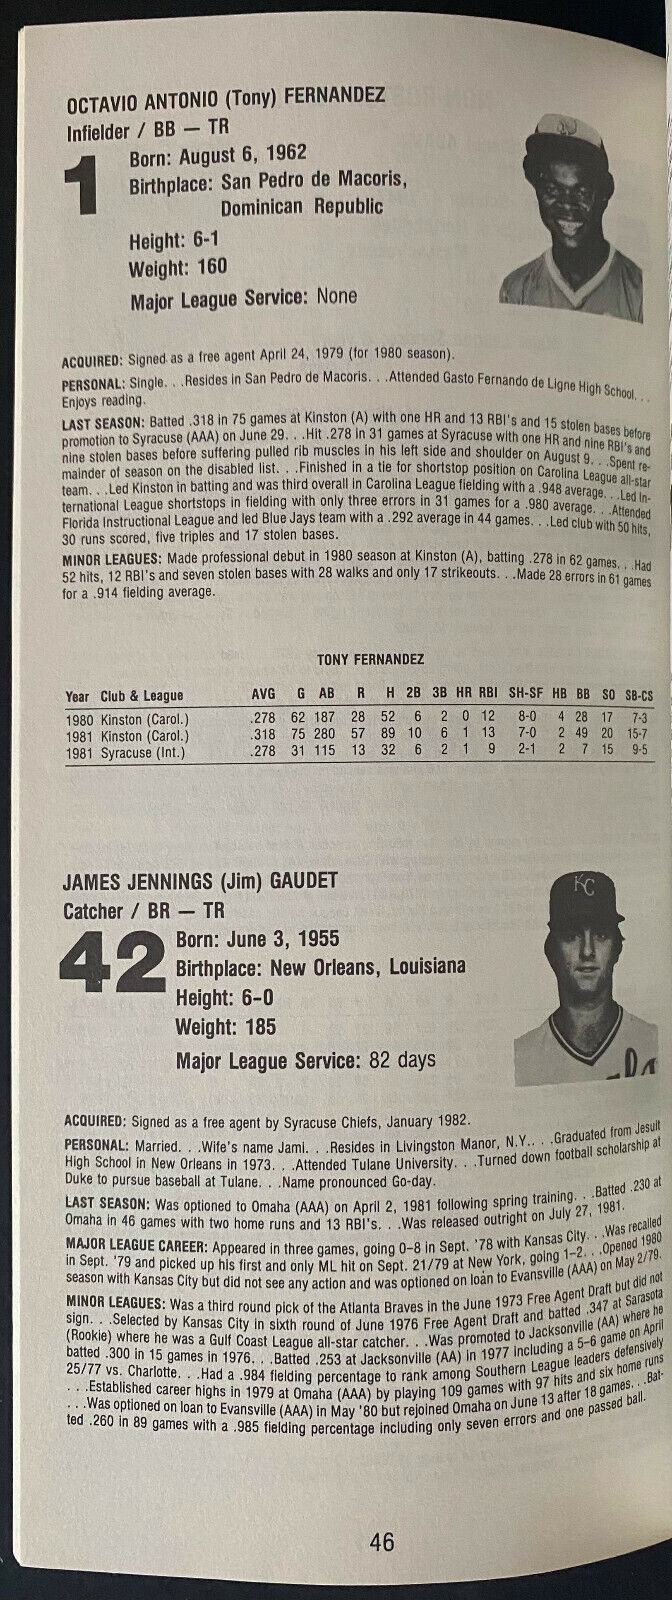 OCTAVIO ANTONIO (Tony) FERNANDEZ
Infielder / BB — TR
1
Born: August 6, 1962
Birthplace: San Pedro de Macoris,
Dominican Republic
Height: 6-1
Weight: 160
Major League Service: None
ACQUIRED: Signed as a free agent April 24, 1979 (for 1980 season).
PERSONAL: Single. . .Resides in San Pedro de Macoris. . .Attended Gasto Fernando de Ligne High School. . .
Enjoys reading.
LAST SEASON: Batted .318 in 75 games at Kinston (A) with one HR and 13 RBI's and 15 stolen bases before
promotion to Syracuse (AAA) on June 29. . .Hit .278 in 31 games at Syracuse with one HR and nine RBI's and
nine stolen bases before suffering pulled rib muscles in his left side and shoulder on August 9. . .Spent re-
mainder of season on the disabled list. . .Finished in a tie for shortstop position on Carolina League all-star
team. . .Led Kinston in batting and was third overall in Carolina League fielding with a .948 average. . .Led In-
ternational League shortstops in fielding with only three errors in 31 games for a .980 average. . .Attended
Florida Instructional League and led Blue Jays team with a .292 average in 44 games. . .Led club with 50 hits,
30 runs scored, five triples and 17 stolen bases.
MINOR LEAGUES: Made professional debut in 1980 season at Kinston (A), batting .278 in 62 games. . .Had
52 hits, 12 RBI's and seven stolen bases with 28 walks and only 17 strikeouts. . .Made 28 errors in 61 games
for a .914 fielding average.
TONY FERNANDEZ
Year Club & League AVG G AB R H 2B 3B HR RBI SH-SF HB BB SO SB-CS
1980 Kinston (Carol.) .278 62 187 28 52 6 2 0 12 8-0 4 28 17 7-3
1981 Kinston (Carol.) .318 75 280 57 89 10 6 1 13 7-0 2 49 20 15-7
1981 Syracuse (Int.) .278 31 115 13 32 6 2 1 9 2-1 2 7 15 9-5
JAMES JENNINGS (Jim) GAUDET
Catcher / BR — TR
KC
42
Born: June 3, 1955
Birthplace: New Orleans, Louisiana
Height: 6-0
Weight: 185
Major League Service: 82 days
ACQUIRED: Signed as a free agent by Syracuse Chiefs, January 1982.
PERSONAL: Married. . .Wife's name Jami. . .Resides in Livingston Manor, N.Y.. . .Graduated from Jesuit
High School in New Orleans in 1973. . .Attended Tulane University. . .Turned down football scholarship at
Duke to pursue baseball at Tulane. . .Name pronounced Go-day.
LAST SEASON: Was optioned to Omaha (AAA) on April 2, 1981 following spring training. . .Batted .230 at
Omaha in 46 games with two home runs and 13 RBI's. . .Was released outright on July 27, 1981.
MAJOR LEAGUE CAREER: Appeared in three games, going 0-8 in Sept. '78 with Kansas City. . .Was recalled
in Sept. '79 and picked up his first and only ML hit on Sept. 21/79 at New York, going 1-2. . .Opened 1980
season with Kansas City but did not see any action and was optioned on loan to Evansville (AAA) on May 2/79.
MINOR LEAGUES: Was a third round pick of the Atlanta Braves in the June 1973 Free Agent Draft but did not
sign. . .Selected by Kansas City in sixth round of June 1976 Free Agent Draft and batted .347 at Sarasota
(Rookie) where he was a Gulf Coast League all-star catcher. . .Was promoted to Jacksonville (AA) where he
batted .300 in 15 games in 1976. . .Batted .253 at Jacksonville (AA) in 1977 including a 5-6 game on April
25/77 vs. Charlotte. . .Had a .984 fielding percentage to rank among Southern League leaders defensively
. . .Established career highs in 1979 at Omaha (AAA) by playing 109 games with 97 hits and six home runs
. . .Was optioned on loan to Evansville (AAA) in May '80 but rejoined Omaha on June 13 after 18 games. . .Bat-
ted .260 in 89 games with a .985 fielding percentage including only seven errors and one passed ball.
46